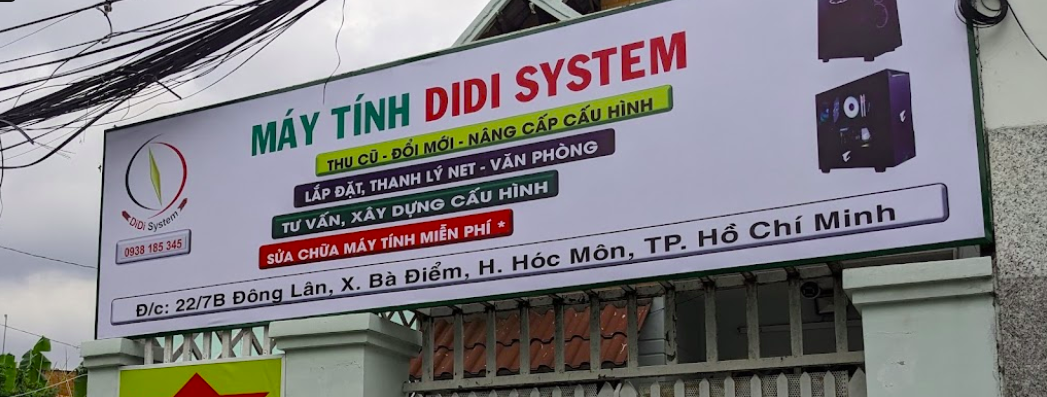 MÁY TÍNH DIDI SYSTEM
THU CŨ - ĐỔI MỚI - NÂNG CẤP CẤU HÌNH
LẮP ĐẶT, THANH LÝ NET - VĂN PHÒNG
TƯ VẤN, XÂY DỰNG CẤU HÌNH
SỬA CHỮA MÁY TÍNH MIỄN PHÍ *
DiDi System
0938 185 345
Đ/c: 22/7B Đông Lân, X. Bà Điểm, H. Hóc Môn, TP. Hồ Chí Minh